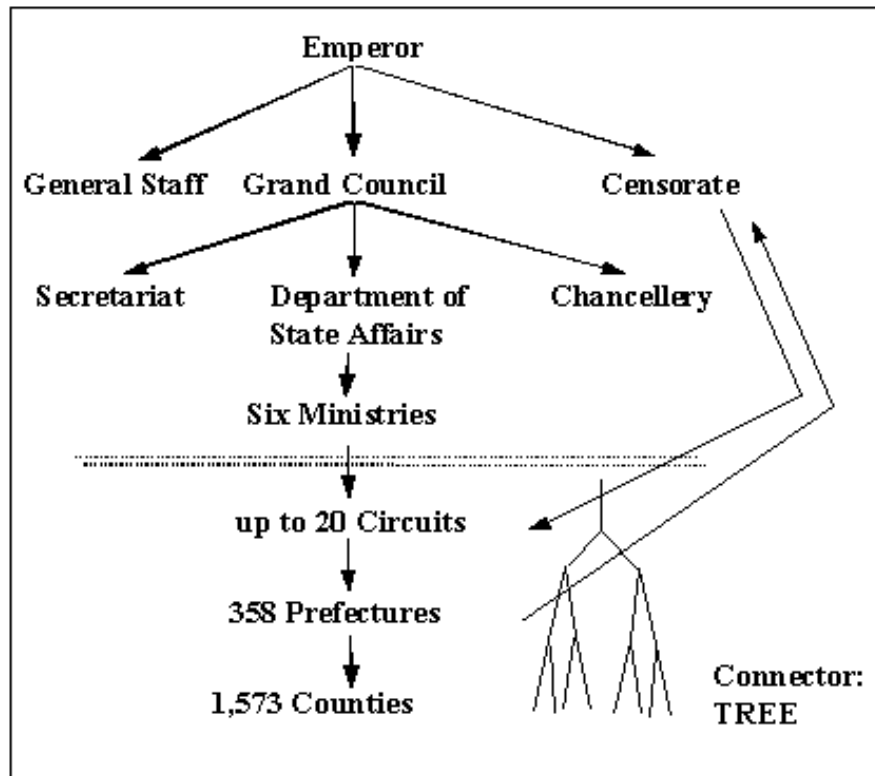 Emperor
General Staff
Grand Council
Censorate
Secretariat
Department of
State Affairs
Chancellery
Six Ministries
up to 20 Circuits
358 Prefectures
1,573 Counties
Connector:
TREE